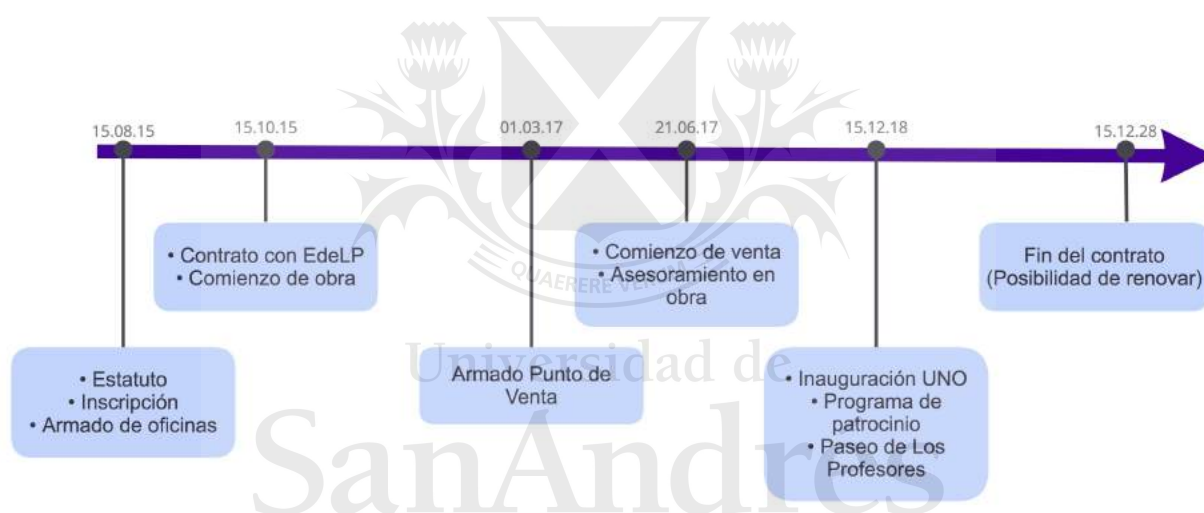 15.08.15
15.10.15
01.03.17
21.06.17
15.12.18
15.12.28
• Contrato con EdeLP
• Comienzo de obra
• Comienzo de venta
• Asesoramiento en
obra
Fin del contrato
(Posibilidad de renovar)
• Estatuto
• Inscripción
• Armado de oficinas
Armado Punto de
Venta
• Inauguración UNO
• Programa de
patrocinio
• Paseo de Los
Profesores
QUAERERE VERUM
Universidad de
SanAndrés